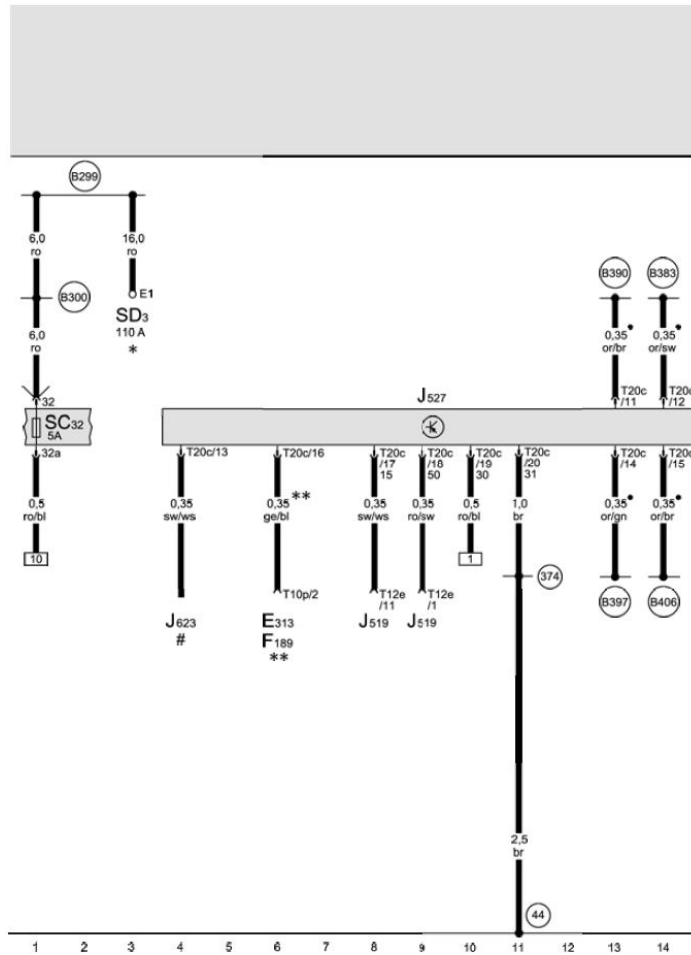 B299
6,0
ro
16,0
ro
B300
E1
SD3
110 A
*
6,0
ro
B390
B383
0,35
or/br
0,35
or/sw
32
SC32
5A
32a
J527
T20c
/11
T20c
/12
T20c/13
T20c/16
T20c
/17
15
T20c
/18
50
T20c
/19
30
T20c
/20
31
T20c
/14
T20c
/15
0,5
ro/bl
0,35
sw/ws
0,35
ge/bl
**
0,35
sw/ws
0,35
ro/sw
0,5
ro/bl
1,0
br
0,35
or/gn
0,35
or/br
10
1
374
J623
#
T10p/2
E313
F189
**
T12e
/11
J519
T12e
/1
J519
B397
B406
2,5
br
44
1 2 3 4 5 6 7 8 9 10 11 12 13 14